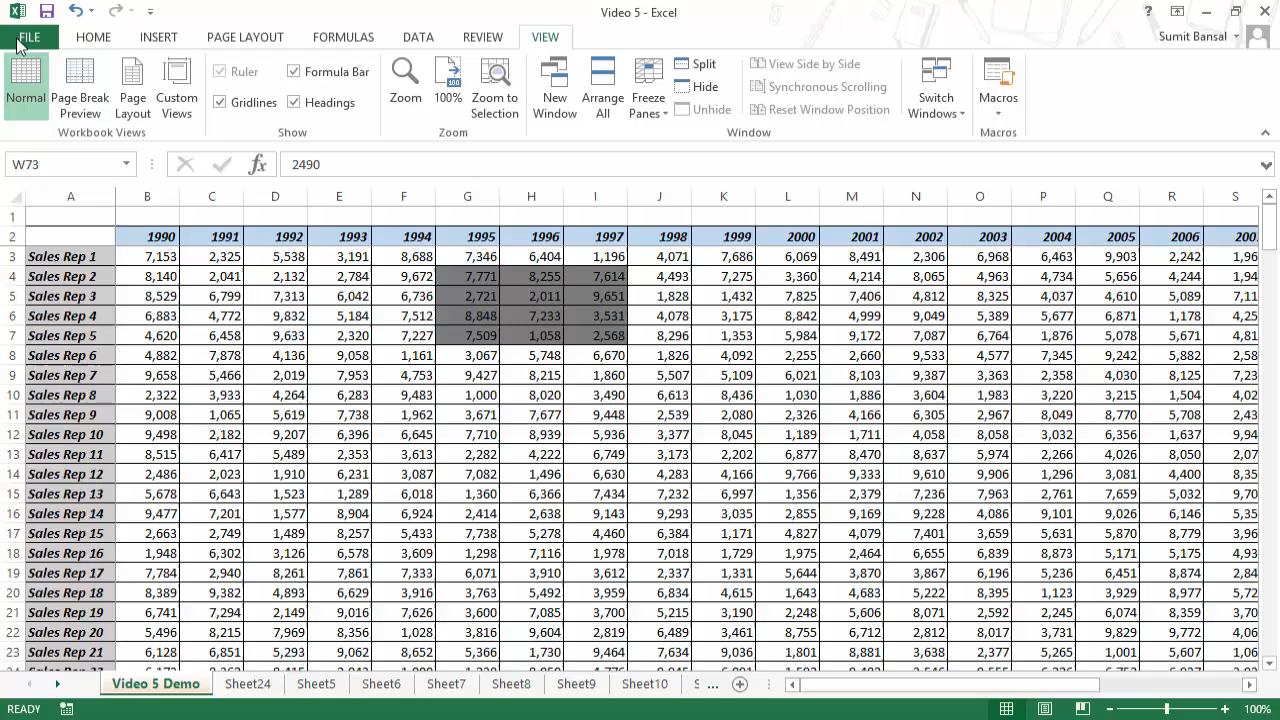 Video 5 - Excel
?
FILE HOME INSERT PAGE LAYOUT FORMULAS DATA REVIEW VIEW Sumit Bansal
Normal Page Break Preview Page Layout Custom Views
Ruler Formula Bar
Gridlines Headings
Zoom 100% Zoom to Selection
New Window Arrange All Freeze Panes
Split
Hide
Unhide
View Side by Side
Synchronous Scrolling
Reset Window Position
Switch Windows Macros
Workbook Views Show Zoom Window Macros
W73 fx 2490
A B C D E F G H I J K L M N O P Q R S
1
2 1990 1991 1992 1993 1994 1995 1996 1997 1998 1999 2000 2001 2002 2003 2004 2005 2006 200
3 Sales Rep 1 7,153 2,325 5,538 3,191 8,688 7,346 6,404 1,196 4,071 7,686 6,069 8,491 2,306 6,968 6,463 9,903 2,242 1,96
4 Sales Rep 2 8,140 2,041 2,132 2,784 9,672 7,771 8,255 7,614 4,493 7,275 3,361 2,216 8,065 4,963 4,734 5,656 4,244 1,94
5 Sales Rep 3 8,529 6,799 7,313 6,042 6,736 2,721 2,011 9,651 1,828 1,432 7,825 7,406 4,812 8,325 4,037 4,610 5,089 7,11
6 Sales Rep 4 6,883 4,772 9,832 5,184 7,512 8,848 7,233 3,531 4,078 3,175 8,842 4,999 9,049 5,384 5,677 6,871 1,178 4,25
7 Sales Rep 5 4,620 6,458 9,633 2,320 7,227 7,509 1,058 2,568 8,296 1,353 5,984 9,172 7,087 6,764 1,876 5,078 5,671 4,81
8 Sales Rep 6 4,882 7,878 4,136 9,058 1,161 3,067 5,748 6,670 1,826 4,092 2,255 2,660 9,533 4,577 7,345 9,242 5,882 2,58
9 Sales Rep 7 9,658 5,466 2,019 7,953 4,753 9,427 8,215 1,860 5,507 5,109 6,021 8,103 9,387 3,363 2,358 4,030 8,125 7,23
10 Sales Rep 8 2,322 3,933 4,264 6,283 9,483 1,000 8,020 3,490 6,613 8,436 1,030 1,886 3,604 1,983 3,220 3,215 1,504 4,02
11 Sales Rep 9 9,008 1,065 5,619 7,738 1,962 3,671 7,677 9,448 2,539 2,080 2,326 4,166 6,305 2,967 8,049 8,770 5,708 2,43
12 Sales Rep 10 9,498 2,182 9,207 6,396 6,645 7,710 8,939 5,936 3,377 8,045 1,189 1,711 4,058 8,058 3,032 6,356 1,637 9,94
13 Sales Rep 11 8,515 6,417 5,489 2,353 3,613 2,282 4,222 6,749 3,173 2,202 6,877 8,470 8,637 5,974 2,266 4,026 8,050 2,07
14 Sales Rep 12 2,486 2,023 1,910 6,231 3,087 7,082 1,496 6,630 4,283 4,166 9,766 9,333 9,610 9,906 1,296 3,081 4,400 8,35
15 Sales Rep 13 5,678 6,643 1,523 1,289 6,018 1,360 6,366 7,434 7,232 6,997 1,356 2,379 7,236 7,963 2,761 7,659 5,032 9,70
16 Sales Rep 14 9,477 7,201 1,577 8,904 6,924 2,414 2,638 9,143 9,293 3,035 2,855 9,169 9,228 4,086 9,101 9,026 6,146 5,35
17 Sales Rep 15 2,663 2,749 1,489 8,257 5,433 7,738 5,278 4,460 6,384 1,171 4,827 4,079 7,401 3,659 5,631 5,870 8,779 3,96
18 Sales Rep 16 1,948 6,302 3,126 6,578 3,609 1,298 7,116 1,978 7,018 1,729 1,975 2,464 6,655 6,839 8,873 5,171 5,175 4,93
19 Sales Rep 17 7,784 2,940 8,261 7,861 7,333 6,071 3,910 3,612 2,337 1,331 5,644 3,870 3,867 6,196 5,236 6,451 8,874 2,84
20 Sales Rep 18 8,389 9,382 4,893 6,629 3,916 3,763 5,492 3,959 6,834 4,615 1,643 4,683 5,222 8,395 1,123 3,929 8,977 5,72
21 Sales Rep 19 6,741 7,294 2,149 9,016 7,626 3,600 7,085 3,700 5,215 3,190 2,248 5,606 8,071 2,592 2,245 6,074 8,359 3,70
22 Sales Rep 20 5,496 8,215 7,969 8,356 1,028 3,816 9,604 2,819 6,489 3,461 8,755 6,712 2,812 8,017 3,731 9,829 9,772 4,06
23 Sales Rep 21 6,128 6,851 5,293 9,062 8,652 5,366 1,730 9,464 7,634 9,036 1,801 8,881 3,638 2,377 5,265 1,001 5,607 1,06
Video 5 Demo Sheet24 Sheet5 Sheet6 Sheet7 Sheet8 Sheet9 Sheet10 S ...
READY 100%